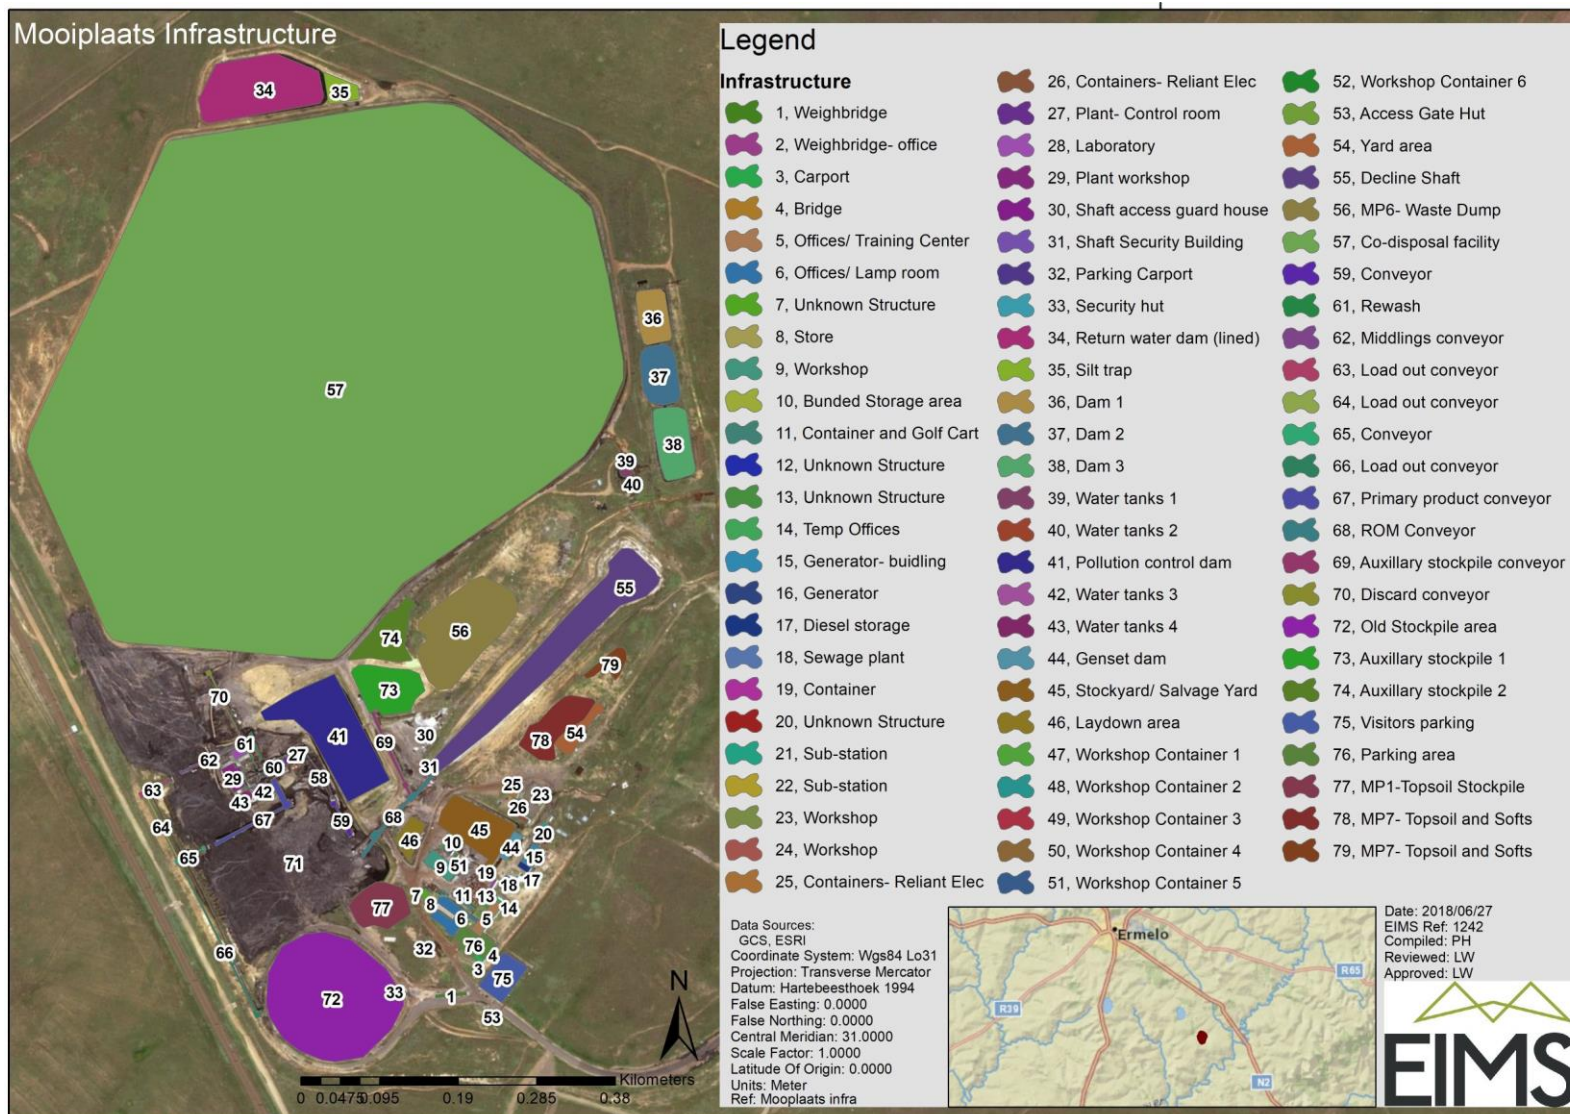 Mooiplaats Infrastructure
34
35
57
36
37
38
39
40
55
74
56
79
73
70
30
78
54
41
69
61
27
62
31
60
58
29
25
23
63
42
43
26
68
59
67
64
45
20
46
10
44
65
9
51
15
71
19
17
18
7
11
13
77
8
14
6
5
32
76
66
4
3
75
72
33
1
53
N
Kilometers
0 0.0475 0.095 0.19 0.285 0.38
Legend
Infrastructure
1, Weighbridge
2, Weighbridge- office
3, Carport
4, Bridge
5, Offices/ Training Center
6, Offices/ Lamp room
7, Unknown Structure
8, Store
9, Workshop
10, Bunded Storage area
11, Container and Golf Cart
12, Unknown Structure
13, Unknown Structure
14, Temp Offices
15, Generator- buidling
16, Generator
17, Diesel storage
18, Sewage plant
19, Container
20, Unknown Structure
21, Sub-station
22, Sub-station
23, Workshop
24, Workshop
25, Containers- Reliant Elec
26, Containers- Reliant Elec
27, Plant- Control room
28, Laboratory
29, Plant workshop
30, Shaft access guard house
31, Shaft Security Building
32, Parking Carport
33, Security hut
34, Return water dam (lined)
35, Silt trap
36, Dam 1
37, Dam 2
38, Dam 3
39, Water tanks 1
40, Water tanks 2
41, Pollution control dam
42, Water tanks 3
43, Water tanks 4
44, Genset dam
45, Stockyard/ Salvage Yard
46, Laydown area
47, Workshop Container 1
48, Workshop Container 2
49, Workshop Container 3
50, Workshop Container 4
51, Workshop Container 5
52, Workshop Container 6
53, Access Gate Hut
54, Yard area
55, Decline Shaft
56, MP6- Waste Dump
57, Co-disposal facility
59, Conveyor
61, Rewash
62, Middlings conveyor
63, Load out conveyor
64, Load out conveyor
65, Conveyor
66, Load out conveyor
67, Primary product conveyor
68, ROM Conveyor
69, Auxillary stockpile conveyor
70, Discard conveyor
72, Old Stockpile area
73, Auxillary stockpile 1
74, Auxillary stockpile 2
75, Visitors parking
76, Parking area
77, MP1-Topsoil Stockpile
78, MP7- Topsoil and Softs
79, MP7- Topsoil and Softs
Data Sources:
GCS, ESRI
Coordinate System: Wgs84 Lo31
Projection: Transverse Mercator
Datum: Hartebeesthoek 1994
False Easting: 0.0000
False Northing: 0.0000
Central Meridian: 31.0000
Scale Factor: 1.0000
Latitude Of Origin: 0.0000
Units: Meter
Ref: Mooplaats infra
Ermelo
R65
R39
N2
Date: 2018/06/27
EIMS Ref: 1242
Compiled: PH
Reviewed: LW
Approved: LW
EIMS